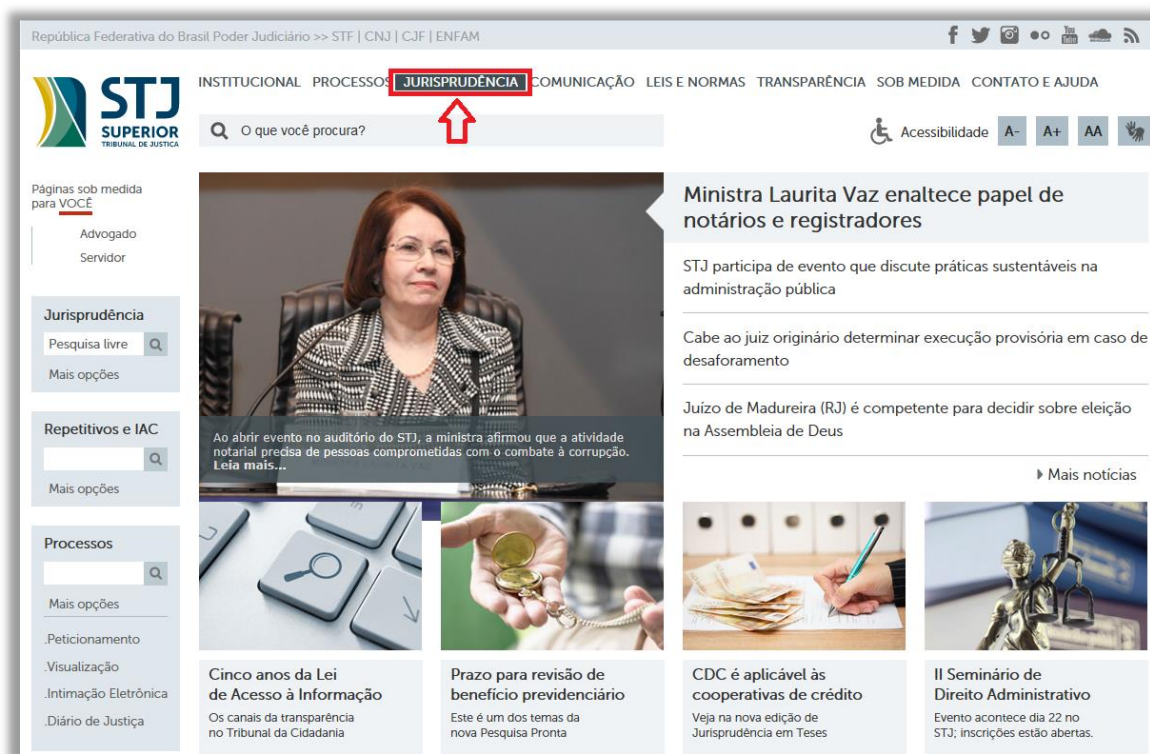 República Federativa do Brasil Poder Judiciário >> STF | CNJ | CJF | ENFAM
STJ
SUPERIOR
TRIBUNAL DE JUSTIÇA
INSTITUCIONAL PROCESSOS JURISPRUDÊNCIA COMUNICAÇÃO LEIS E NORMAS TRANSPARÊNCIA SOB MEDIDA CONTATO E AJUDA
O que você procura?
Acessibilidade A- A+ AA
Páginas sob medida
para VOCÊ
Advogado
Servidor
Jurisprudência
Pesquisa livre
Mais opções
Repetitivos e IAC
Mais opções
Processos
Mais opções
.Peticionamento
.Visualização
.Intimação Eletrônica
.Diário de Justiça
Ao abrir evento no auditório do STJ, a ministra afirmou que a atividade
notarial precisa de pessoas comprometidas com o combate à corrupção.
Leia mais...
Ministra Laurita Vaz enaltece papel de
notários e registradores
STJ participa de evento que discute práticas sustentáveis na
administração pública
Cabe ao juiz originário determinar execução provisória em caso de
desaforamento
Juízo de Madureira (RJ) é competente para decidir sobre eleição
na Assembleia de Deus
Mais notícias
Cinco anos da Lei
de Acesso à Informação
Os canais da transparência
no Tribunal da Cidadania
Prazo para revisão de
benefício previdenciário
Este é um dos temas da
nova Pesquisa Pronta
CDC é aplicável às
cooperativas de crédito
Veja na nova edição de
Jurisprudência em Teses
II Seminário de
Direito Administrativo
Evento acontece dia 22 no
STJ; inscrições estão abertas.